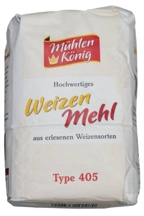 Mühlen
König
Hochwertiges
Weizen
Mehl
aus erlesenen Weizensorten
Type 405